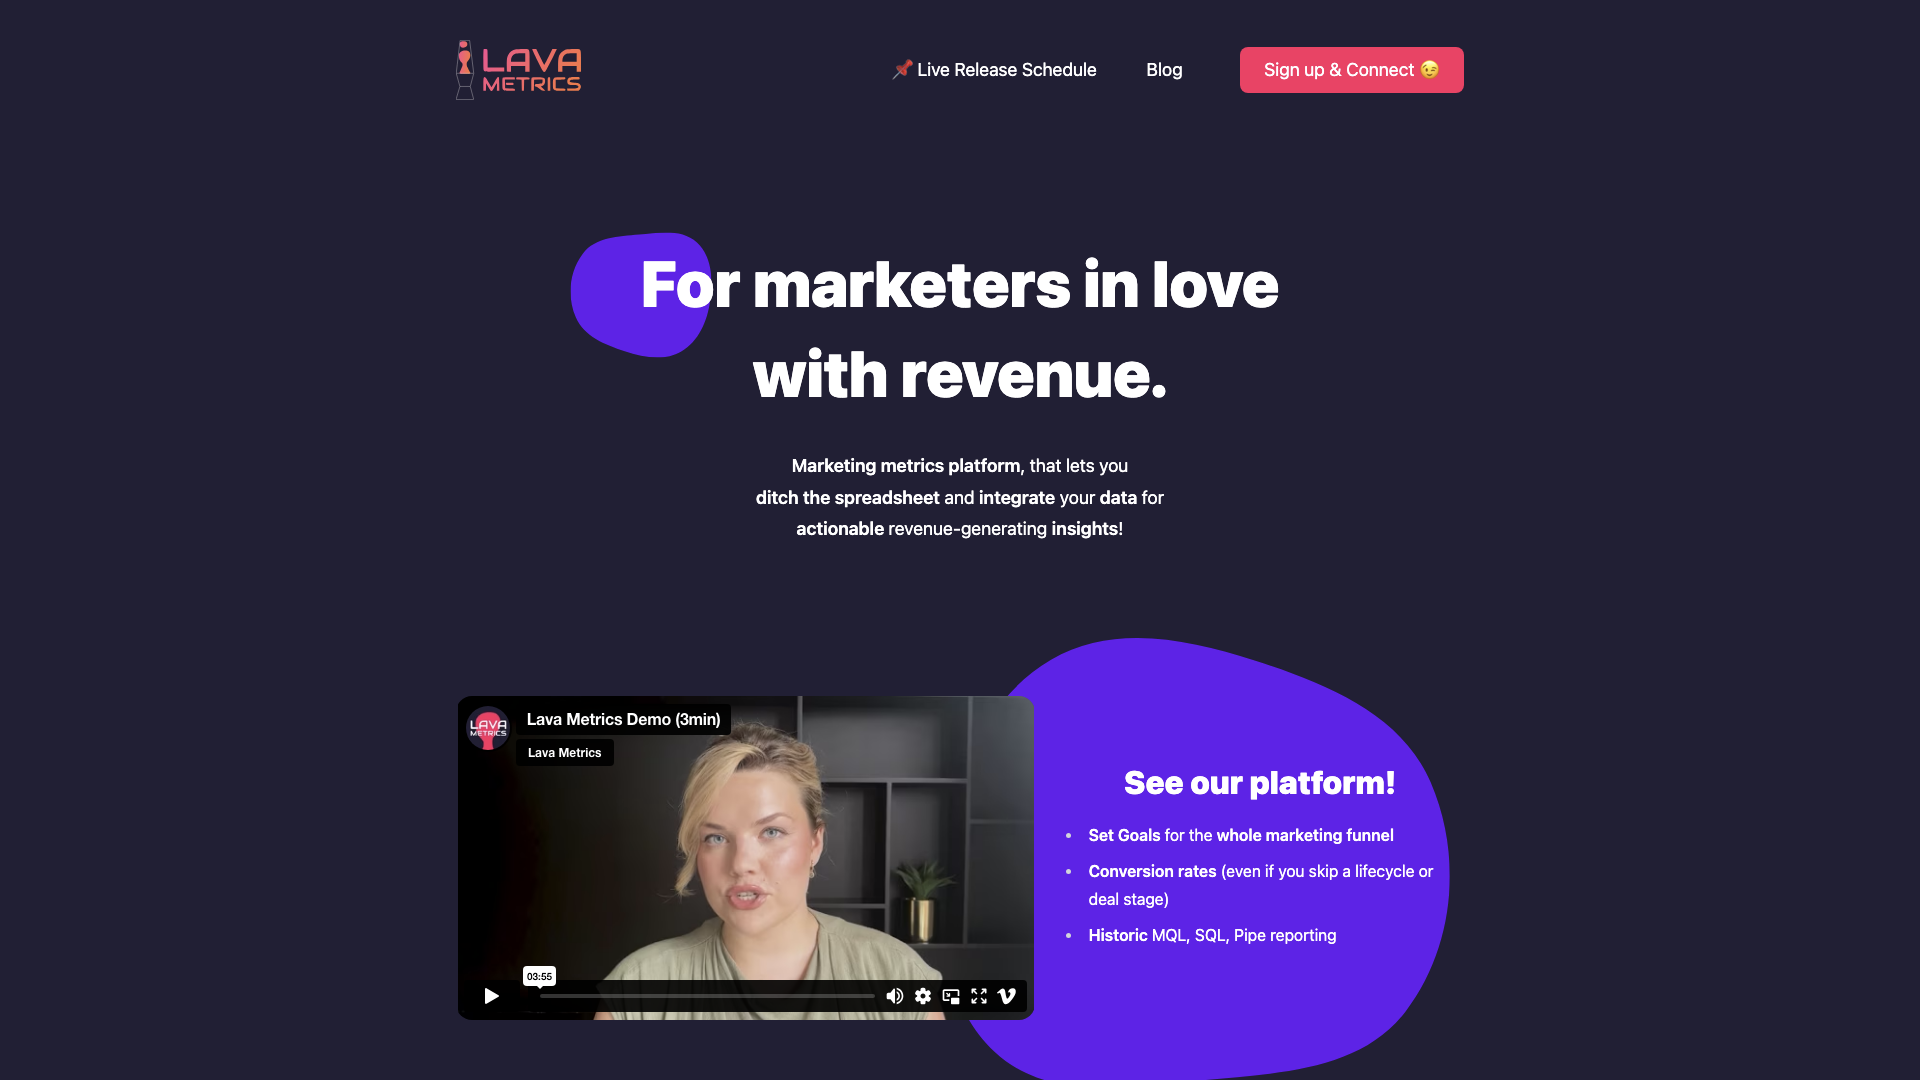 LAVA
METRICS
📌 Live Release Schedule
Blog
Sign up & Connect 😉
For marketers in love
with revenue.
Marketing metrics platform, that lets you
ditch the spreadsheet and integrate your data for
actionable revenue-generating insights!
LAVA
METRICS
Lava Metrics Demo (3min)
Lava Metrics
03:55
See our platform!
• Set Goals for the whole marketing funnel
• Conversion rates (even if you skip a lifecycle or
deal stage)
• Historic MQL, SQL, Pipe reporting